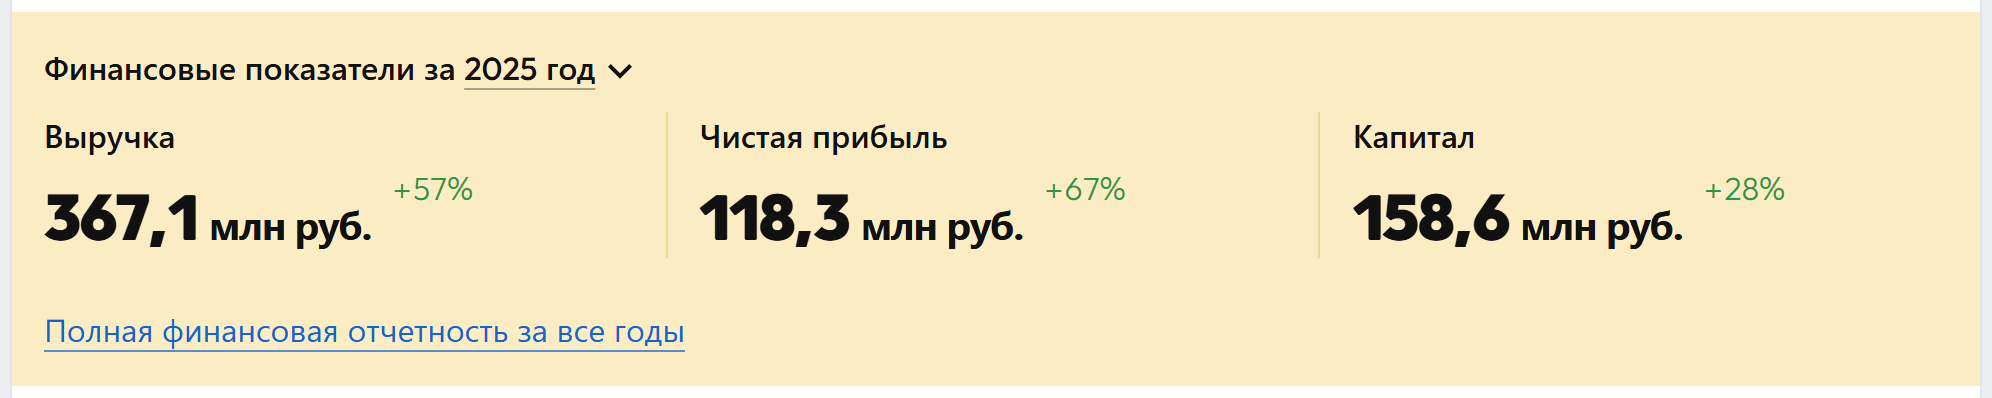 Финансовые показатели за 2025 год
Выручка
367,1 млн руб. +57%
Чистая прибыль
118,3 млн руб. +67%
Капитал
158,6 млн руб. +28%
Полная финансовая отчетность за все годы